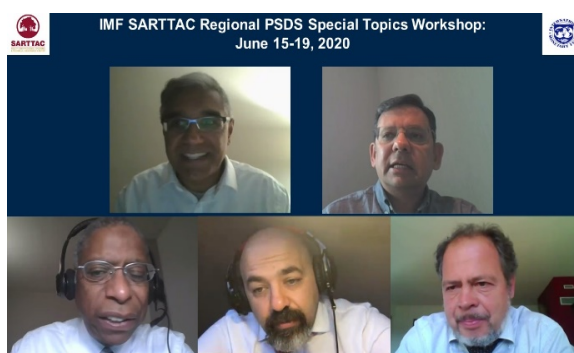 IMF SARTTAC Regional PSDS Special Topics Workshop:
June 15-19, 2020
SARTTAC